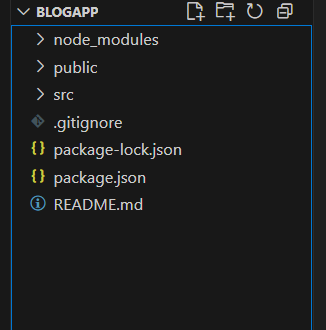 BLOGAPP
node_modules
public
src
.gitignore
package-lock.json
package.json
README.md